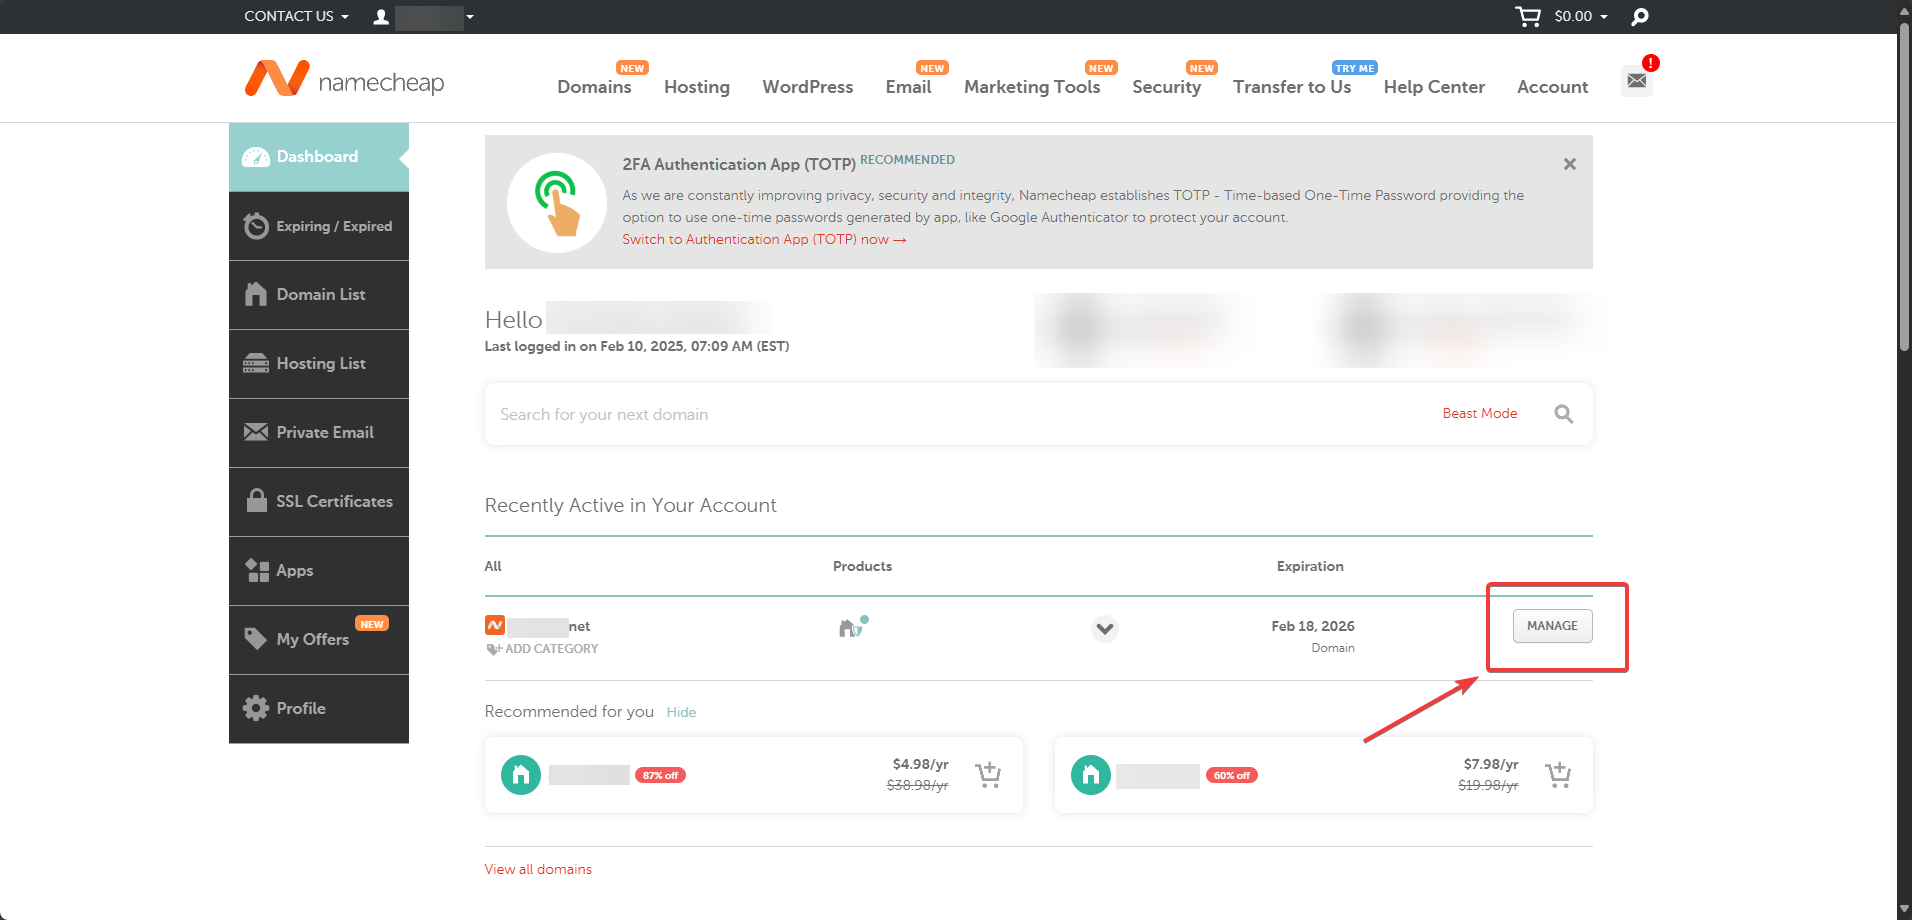 CONTACT US
$0.00
namecheap
NEW
NEW
NEW
NEW
TRY ME
!
Domains
Hosting
WordPress
Email
Marketing Tools
Security
Transfer to Us
Help Center
Account
Dashboard
Expiring / Expired
Domain List
Hosting List
Private Email
SSL Certificates
Apps
NEW
My Offers
Profile
2FA Authentication App (TOTP) RECOMMENDED
As we are constantly improving privacy, security and integrity, Namecheap establishes TOTP - Time-based One-Time Password providing the
option to use one-time passwords generated by app, like Google Authenticator to protect your account.
Switch to Authentication App (TOTP) now →
Hello
Last logged in on Feb 10, 2025, 07:09 AM (EST)
Search for your next domain
Beast Mode
Recently Active in Your Account
All
Products
Expiration
net
Feb 18, 2026
MANAGE
ADD CATEGORY
Domain
Recommended for you Hide
87% off
$4.98/yr
$38.98/yr
60% off
$7.98/yr
$19.98/yr
View all domains